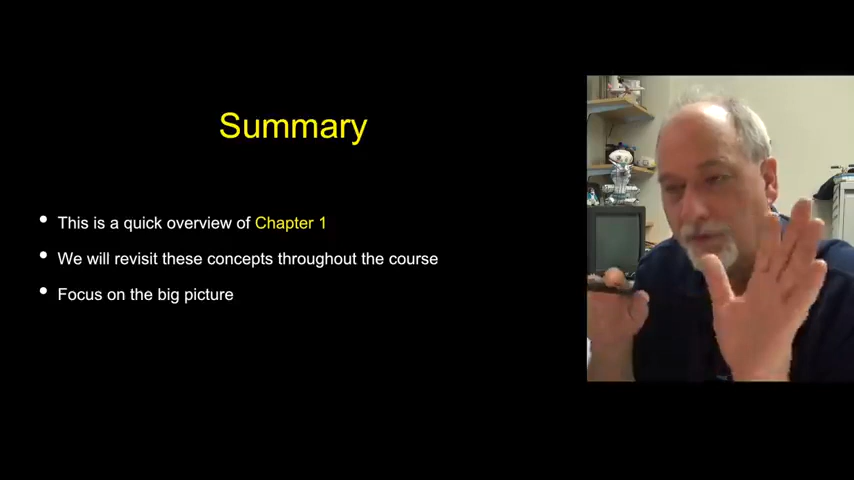 Summary
• This is a quick overview of Chapter 1
• We will revisit these concepts throughout the course
• Focus on the big picture